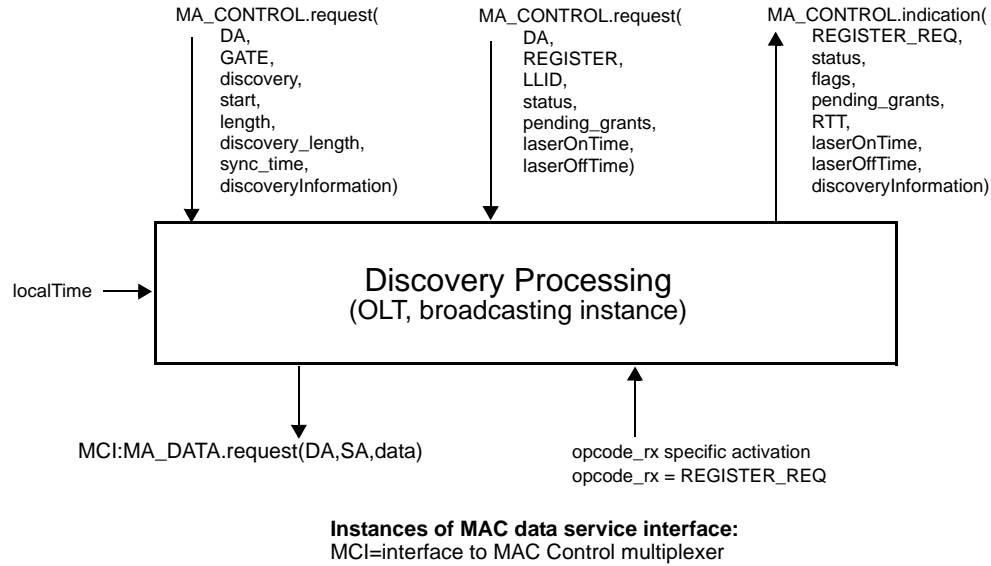 MA_CONTROL.request(
DA,
GATE,
discovery,
start,
length,
discovery_length,
sync_time,
discoveryInformation)
MA_CONTROL.request(
DA,
REGISTER,
LLID,
status,
pending_grants,
laserOnTime,
laserOffTime)
MA_CONTROL.indication(
REGISTER_REQ,
status,
flags,
pending_grants,
RTT,
laserOnTime,
laserOffTime,
discoveryInformation)
localTime
Discovery Processing
(OLT, broadcasting instance)
MCI:MA_DATA.request(DA,SA,data)
opcode_rx specific activation
opcode_rx = REGISTER_REQ
Instances of MAC data service interface:
MCI=interface to MAC Control multiplexer